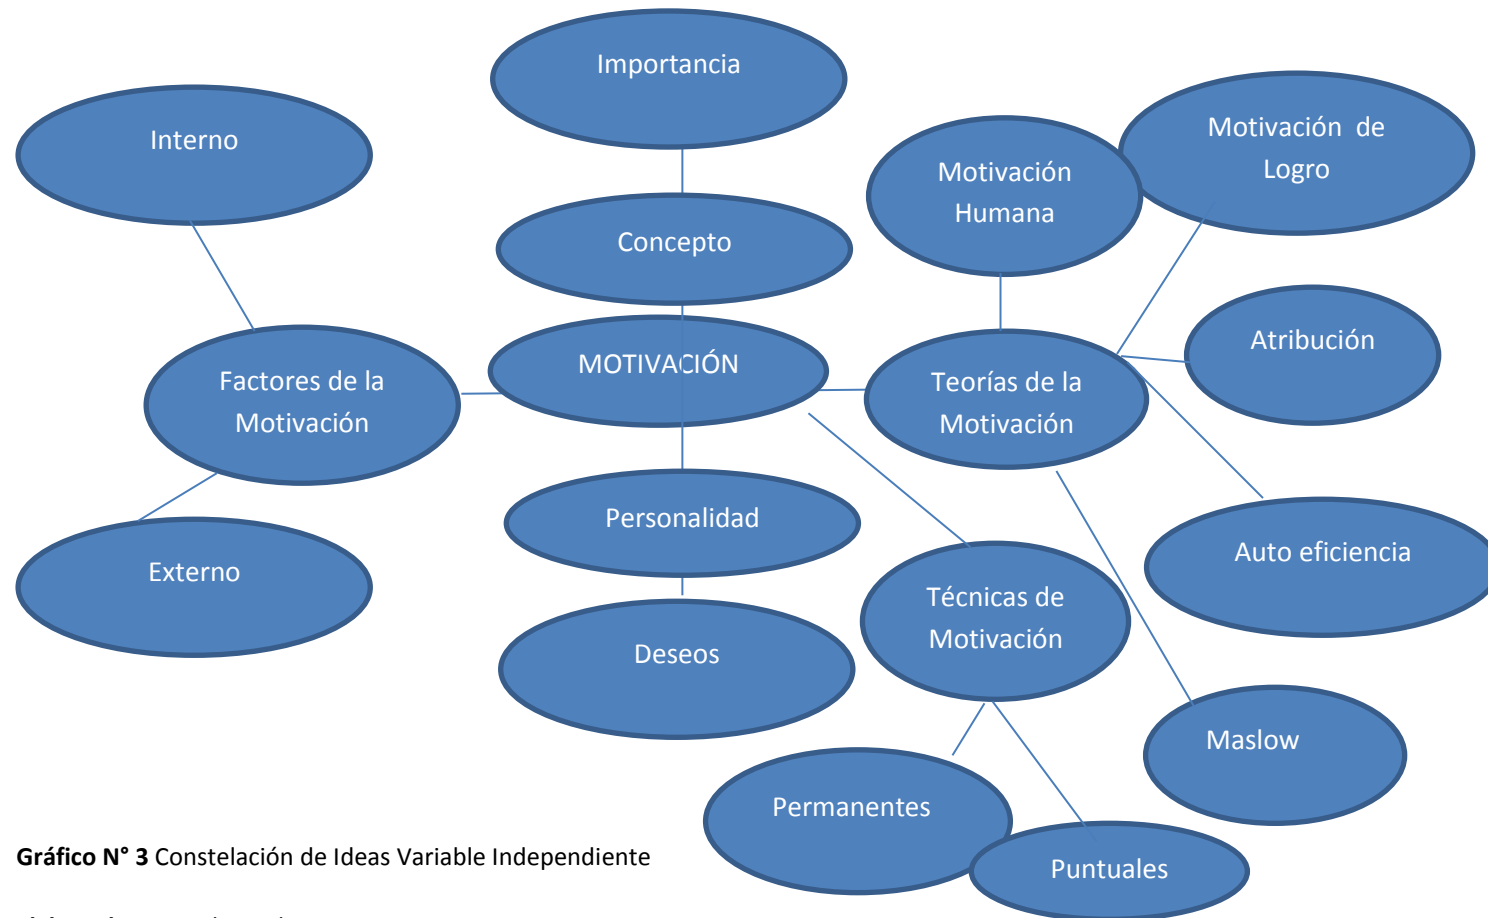 Importancia
Interno
Motivación de
Logro
Motivación
Humana
Concepto
Atribución
MOTIVACIÓN
Factores de la
Motivación
Teorías de la
Motivación
Personalidad
Auto eficiencia
Externo
Técnicas de
Motivación
Deseos
Maslow
Permanentes
Puntuales
Gráfico N° 3 Constelación de Ideas Variable Independiente